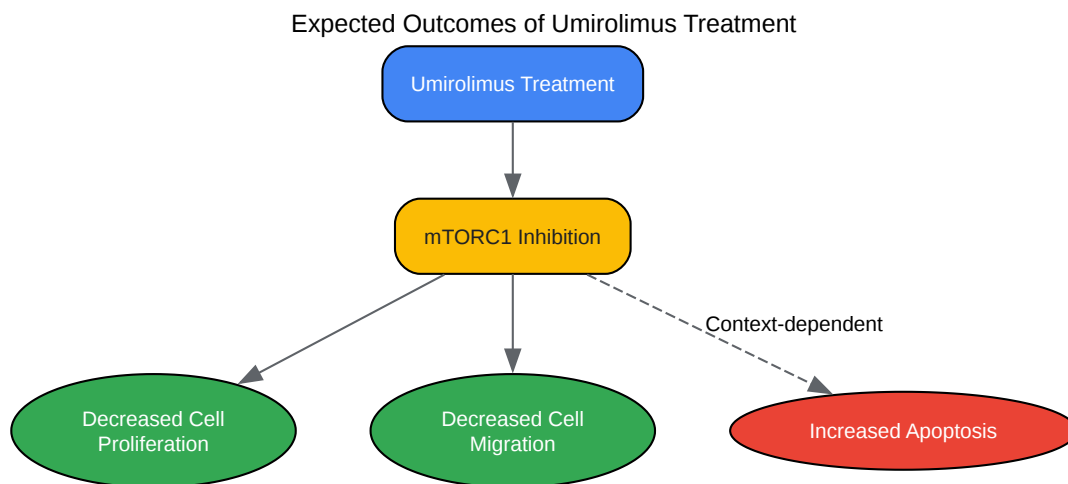 Expected Outcomes of Umirolimus Treatment
Umirolimus Treatment
mTORC1 Inhibition
Context-dependent
Decreased Cell
Proliferation
Decreased Cell
Migration
Increased Apoptosis